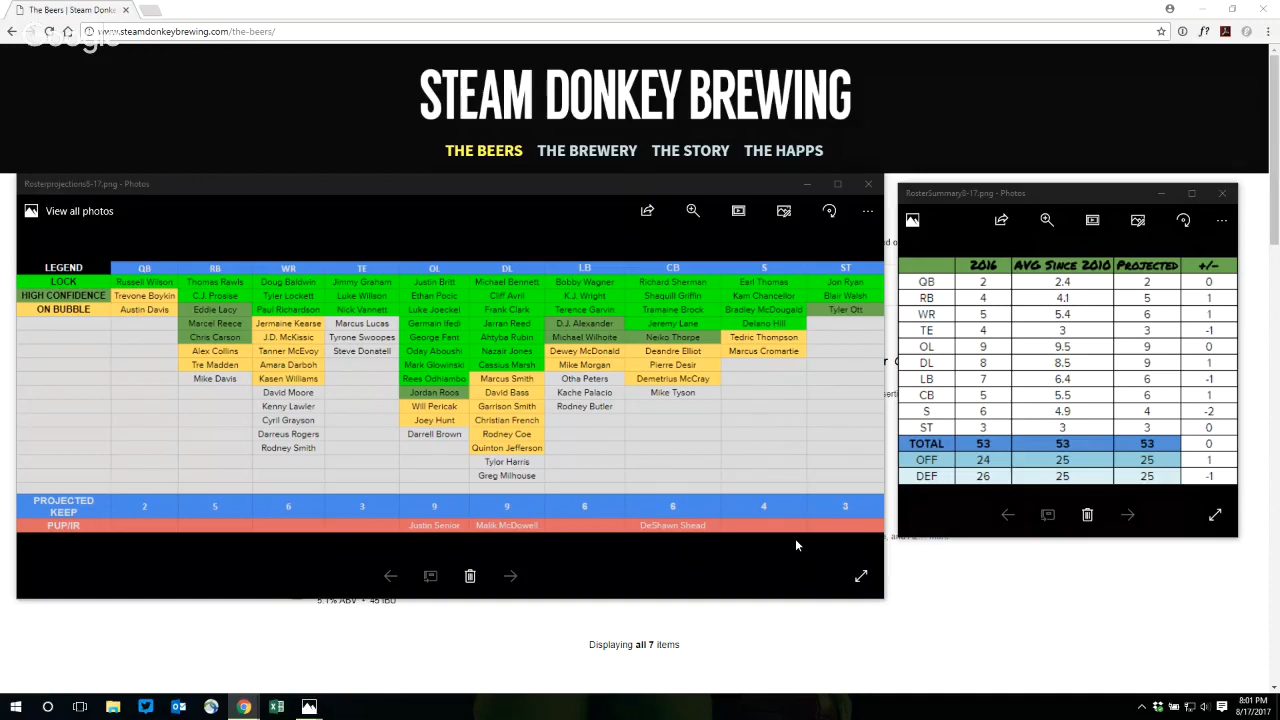 The Beers | Steam Donke
www.steamdonkeybrewing.com/the-beers/
Google
STEAM DONKEY BREWING
THE BEERS THE BREWERY THE STORY THE HAPPS
Rosterprojections8-17.png - Photos
View all photos
LEGEND QB RB WR TE OL DL LB CB S ST
LOCK Russell Wilson Thomas Rawls Doug Baldwin Jimmy Graham Justin Britt Michael Bennett Bobby Wagner Richard Sherman Earl Thomas Jon Ryan
HIGH CONFIDENCE Trevone Boykin C.J. Prosise Tyler Lockett Luke Willson Ethan Pocic Cliff Avril K.J. Wright Shaquill Griffin Kam Chancellor Blair Walsh
ON BUBBLE Austin Davis Eddie Lacy Paul Richardson Nick Vannett Luke Joeckel Frank Clark Terence Garvin Tramaine Brock Bradley McDougald Tyler Ott
Marcel Reece Jermaine Kearse Marcus Lucas Germain Ifedi Jarran Reed D.J. Alexander Jeremy Lane Delano Hill
Chris Carson J.D. McKissic Tyrone Swoopes George Fant Ahtyba Rubin Michael Wilhoite Neiko Thorpe Tedric Thompson
Alex Collins Tanner McEvoy Steve Donatell Oday Aboushi Nazair Jones Dewey McDonald Deandre Elliot Marcus Cromartie
Tre Madden Amara Darboh Mark Glowinski Cassius Marsh Mike Morgan Pierre Desir
Mike Davis Kasen Williams Rees Odhiambo Marcus Smith Otha Peters Demetrius McCray
David Moore Jordan Roos David Bass Kache Palacio Mike Tyson
Kenny Lawler Will Pericak Garrison Smith Rodney Butler
Cyril Grayson Joey Hunt Christian French
Darreus Rogers Darrell Brown Rodney Coe
Rodney Smith Quinton Jefferson
Tylor Harris
Greg Milhouse
PROJECTED KEEP 2 5 6 3 9 9 6 6 4 3
PUP/IR Justin Senior Malik McDowell DeShawn Shead
RosterSummary8-17.png - Photos
2016 AVG SINCE 2010 PROJECTED +/-
QB 2 2.4 2 0
RB 4 4.1 5 1
WR 5 5.4 6 1
TE 4 3 3 -1
OL 9 9.5 9 0
DL 8 8.5 9 1
LB 7 6.4 6 -1
CB 5 5.5 6 1
S 6 4.9 4 -2
ST 3 3 3 0
TOTAL 53 53 53 0
OFF 24 25 25 1
DEF 26 25 25 -1
5.1% ABV • 45 IBU
Displaying all 7 items
8:01 PM
8/17/2017